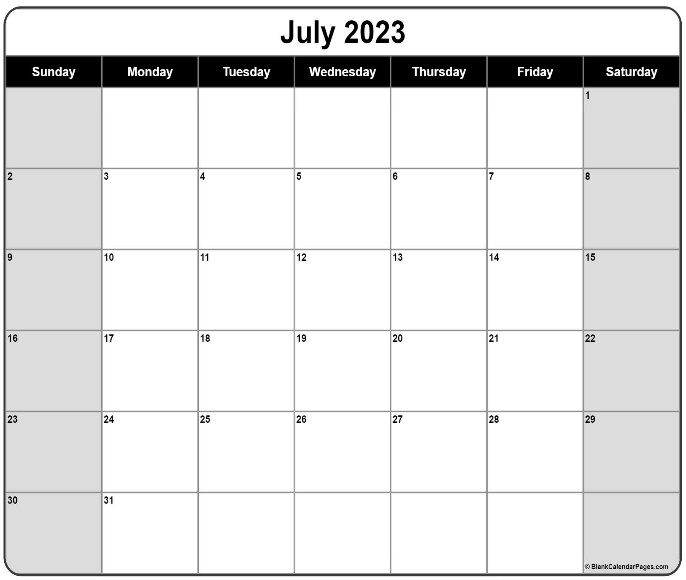 July 2023
Sunday Monday Tuesday Wednesday Thursday Friday Saturday
1
2 3 4 5 6 7 8
9 10 11 12 13 14 15
16 17 18 19 20 21 22
23 24 25 26 27 28 29
30 31
© BlankCalendarPages.com